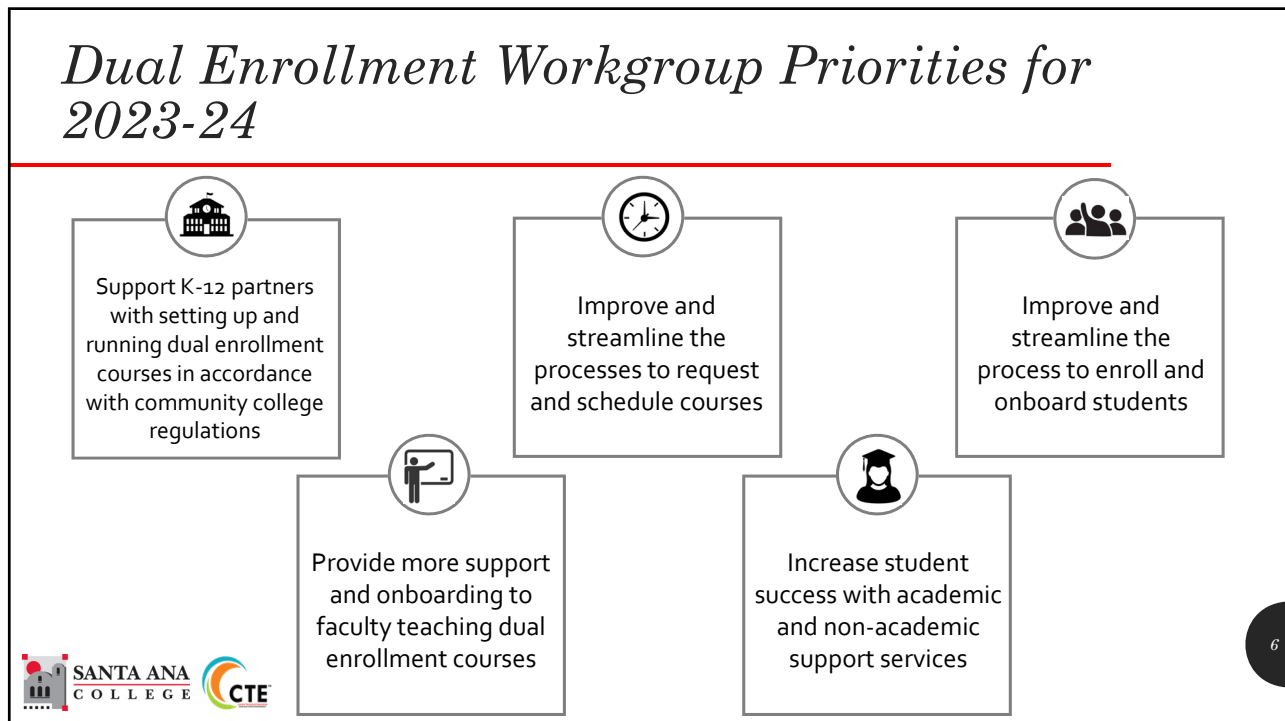 Dual Enrollment Workgroup Priorities for
2023-24
Support K-12 partners
with setting up and
running dual enrollment
courses in accordance
with community college
regulations
Improve and
streamline the
processes to request
and schedule courses
Improve and
streamline the
process to enroll and
onboard students
Provide more support
and onboarding to
faculty teaching dual
enrollment courses
Increase student
success with academic
and non-academic
support services
SANTA ANA
COLLEGE
CTE
6